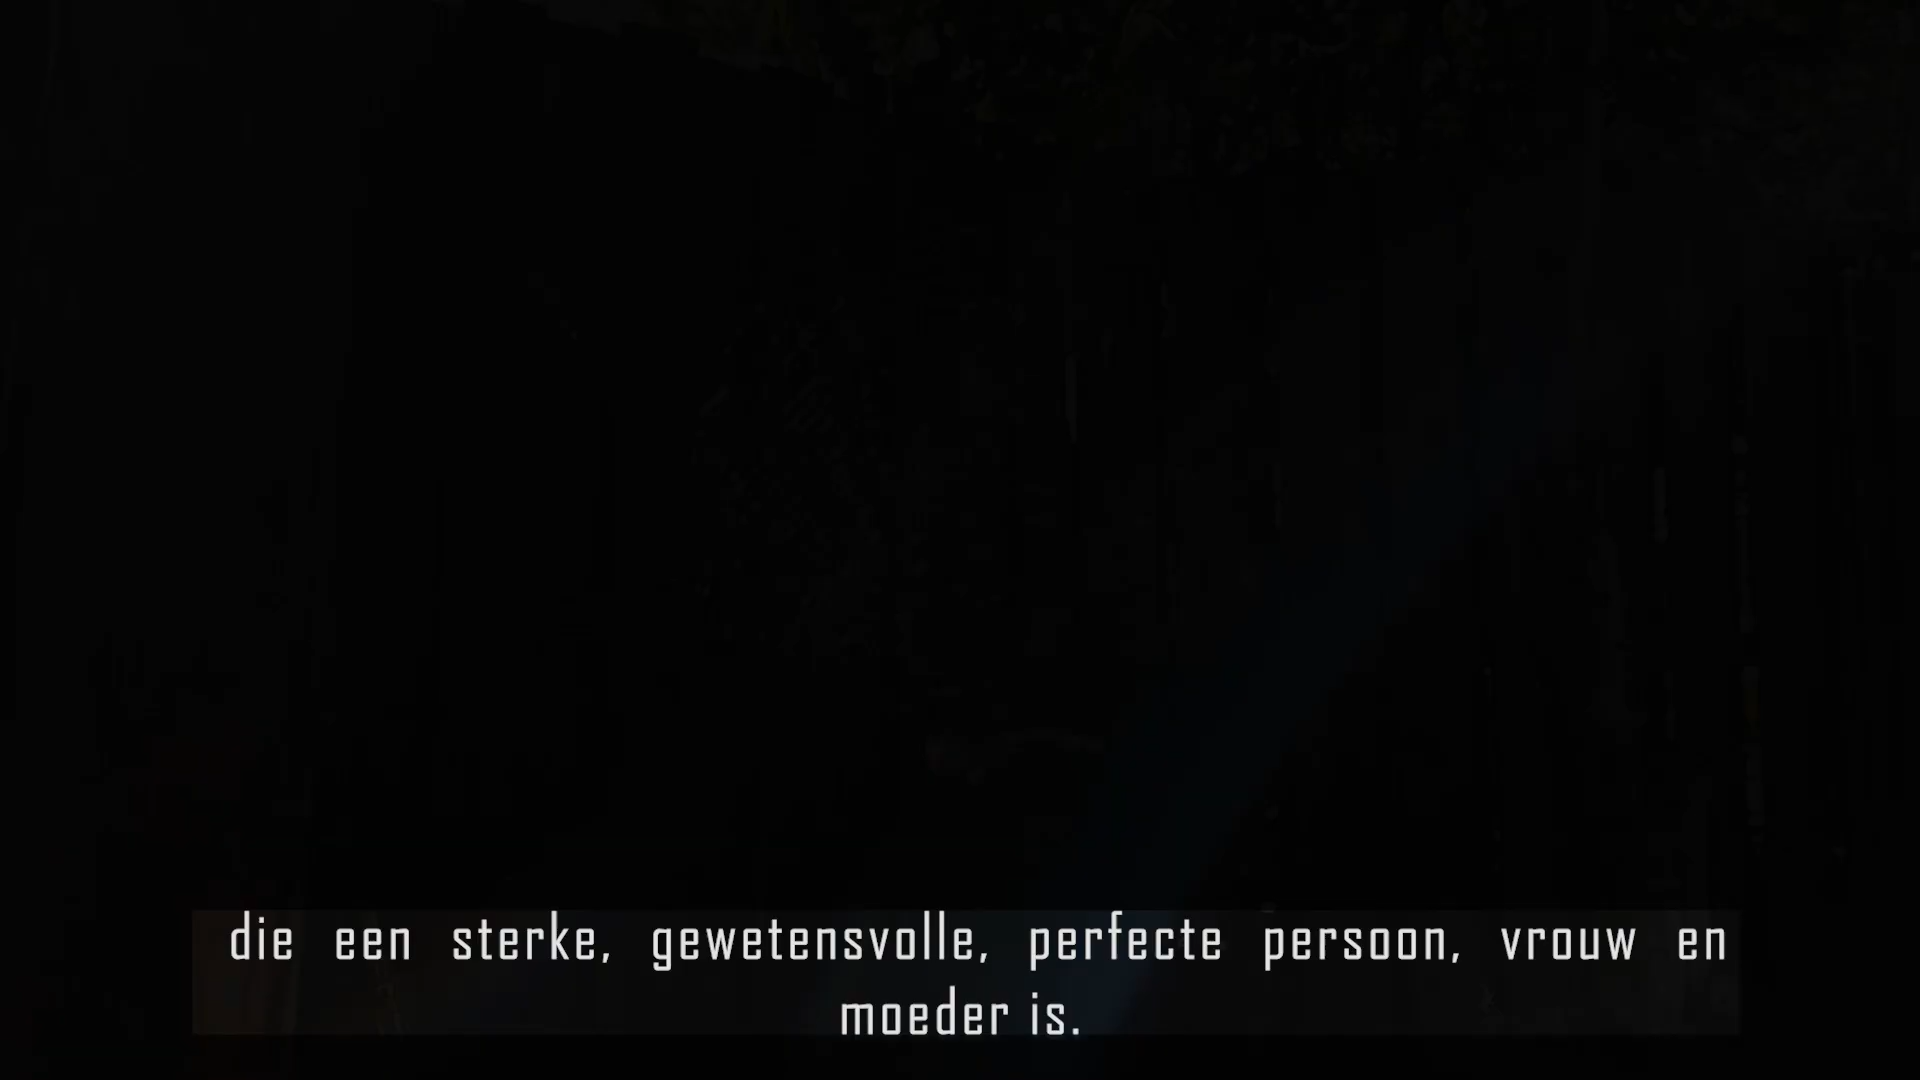 die een sterke, gewetensvolle, perfecte persoon, vrouw en
moeder is.